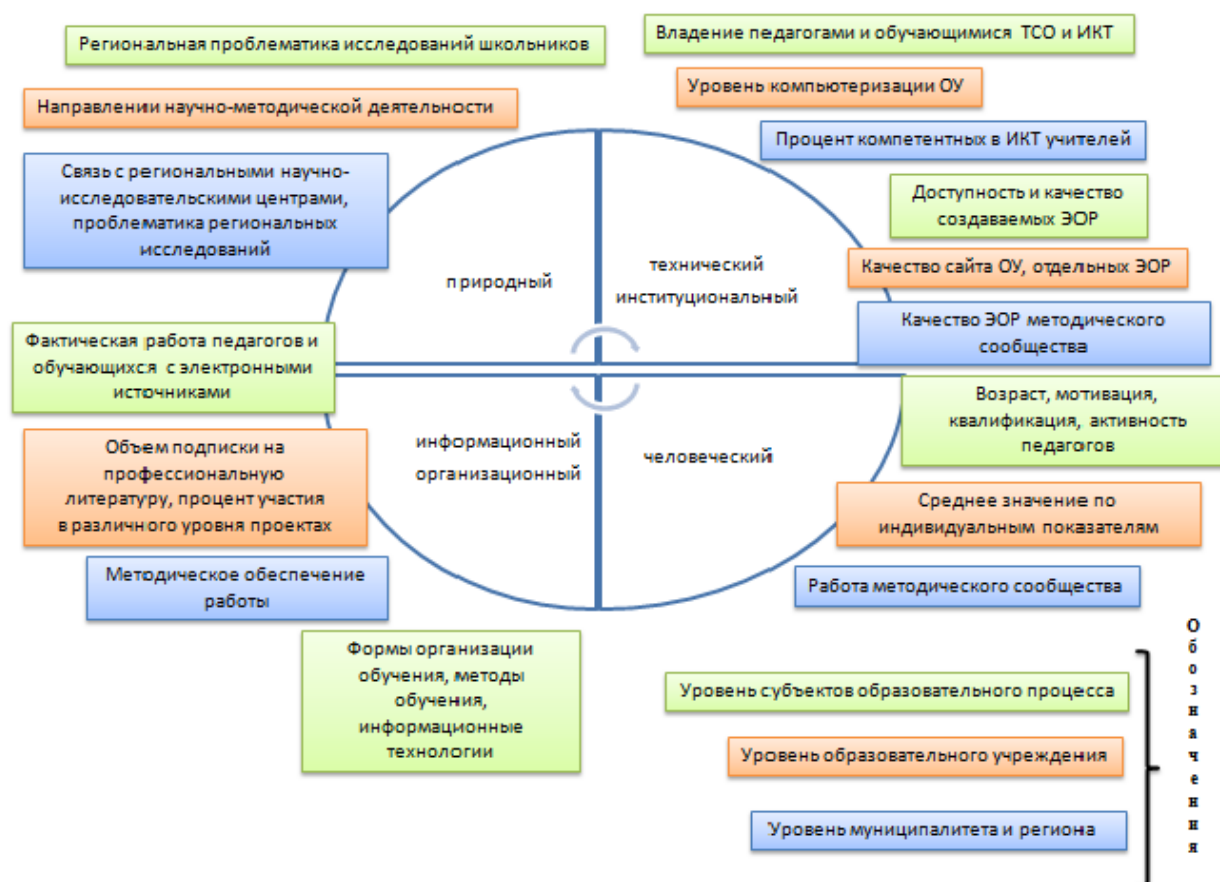 Региональная проблематика исследований школьников
Владение педагогами и обучающимися ТСО и ИКТ
Уровень компьютеризации ОУ
Направлении научно-методической деятельности
Процент компетентных в ИКТ учителей
Связь с региональными научно-
исследовательскими центрами,
проблематика региональных
исследований
Доступность и качество
создаваемых ЭОР
природный
технический
институциональный
Качество сайта ОУ, отдельных ЭОР
Качество ЭОР методического
сообщества
Фактическая работа педагогов и
обучающихся с электронными
источниками
Возраст, мотивация,
квалификация, активность
педагогов
информационный
организационный
человеческий
Объем подписки на
профессиональную
литературу, процент участия
в различного уровня проектах
Среднее значение по
индивидуальным показателям
Методическое обеспечение
работы
Работа методического сообщества
Формы организации
обучения, методы
обучения,
информационные
технологии
Уровень субъектов образовательного процесса
Уровень образовательного учреждения
Уровень муниципалитета и региона
Обозначения